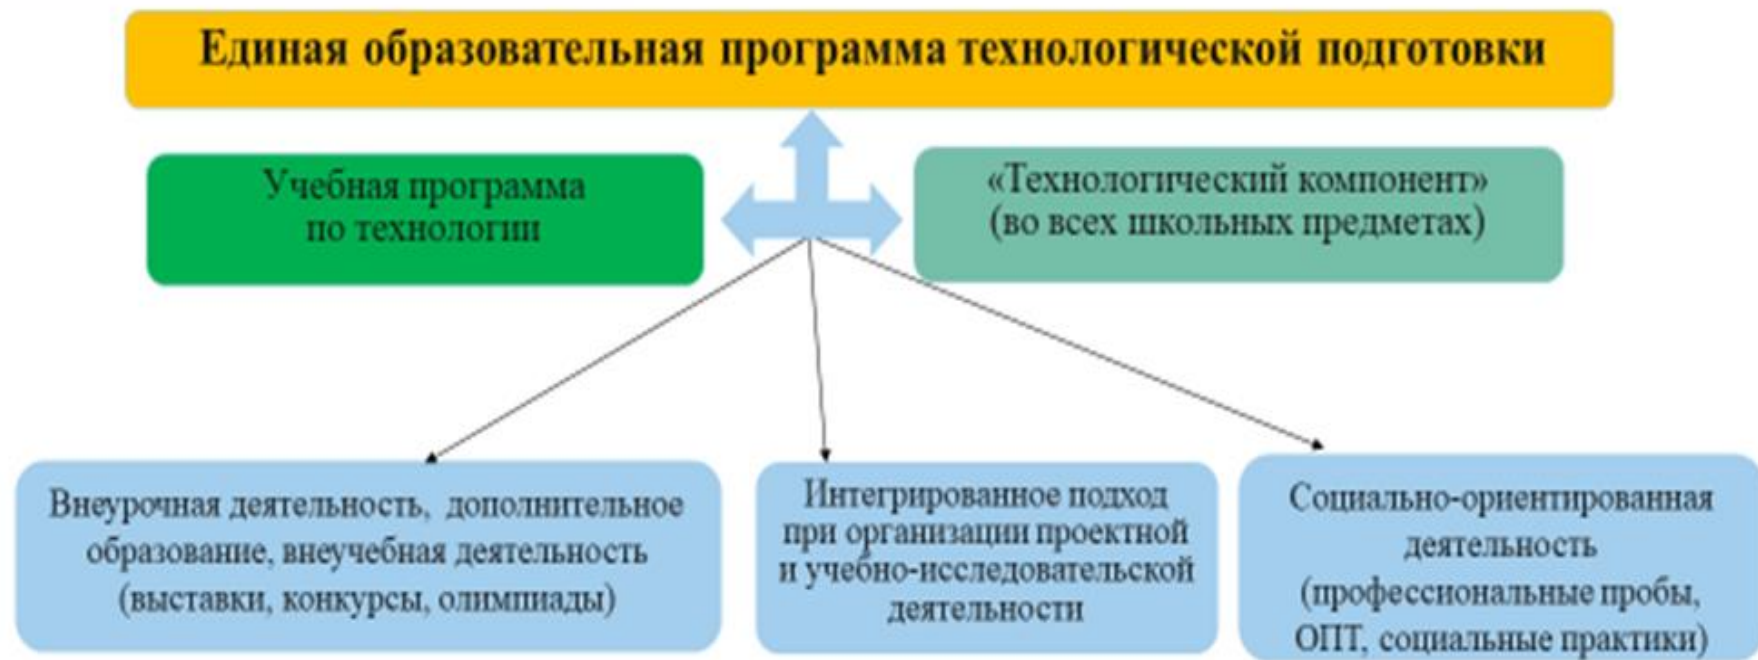 Единая образовательная программа технологической подготовки
Учебная программа
по технологии
«Технологический компонент»
(во всех школьных предметах)
Внеурочная деятельность, дополнительное
образование, внеучебная деятельность
(выставки, конкурсы, олимпиады)
Интегрированное подход
при организации проектной
и учебно-исследовательской
деятельности
Социально-ориентированная
деятельность
(профессиональные пробы,
ОПТ, социальные практики)